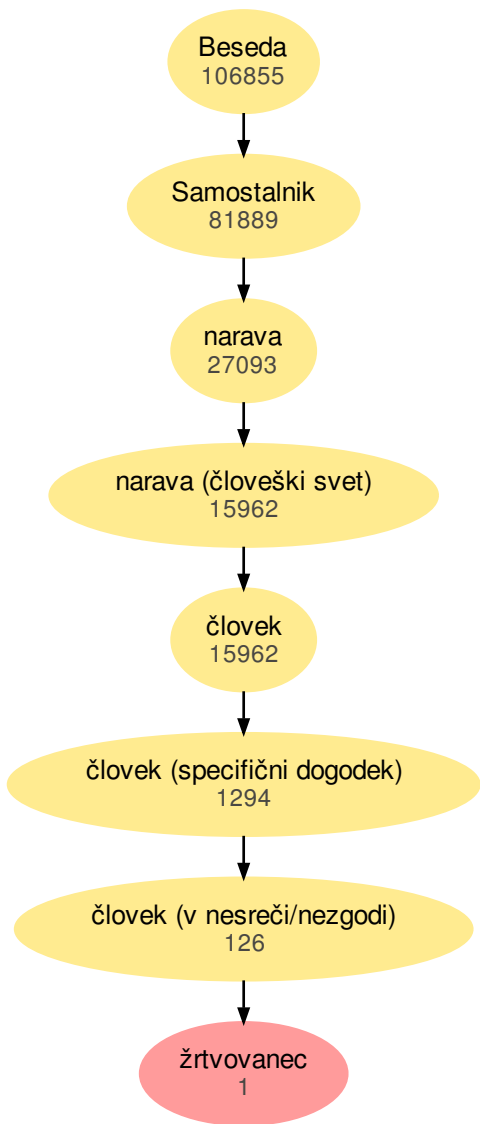 Beseda
106855
Samostalnik
81889
narava
27093
narava (človeški svet)
15962
človek
15962
človek (specifični dogodek)
1294
človek (v nesreči/nezgodi)
126
žrtvovanec
1